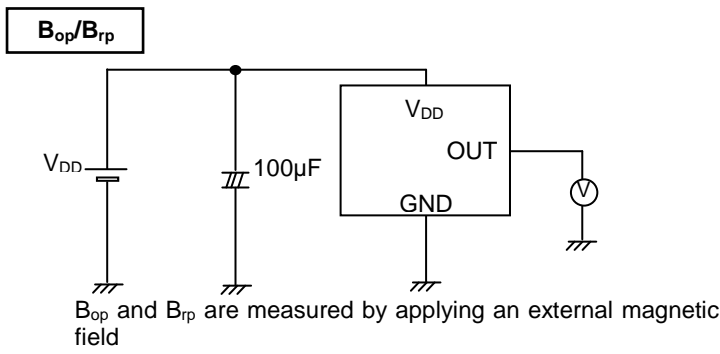 Bop/Brp
VDD
VDD
OUT
100µF
V
GND
Bop and Brp are measured by applying an external magnetic
field